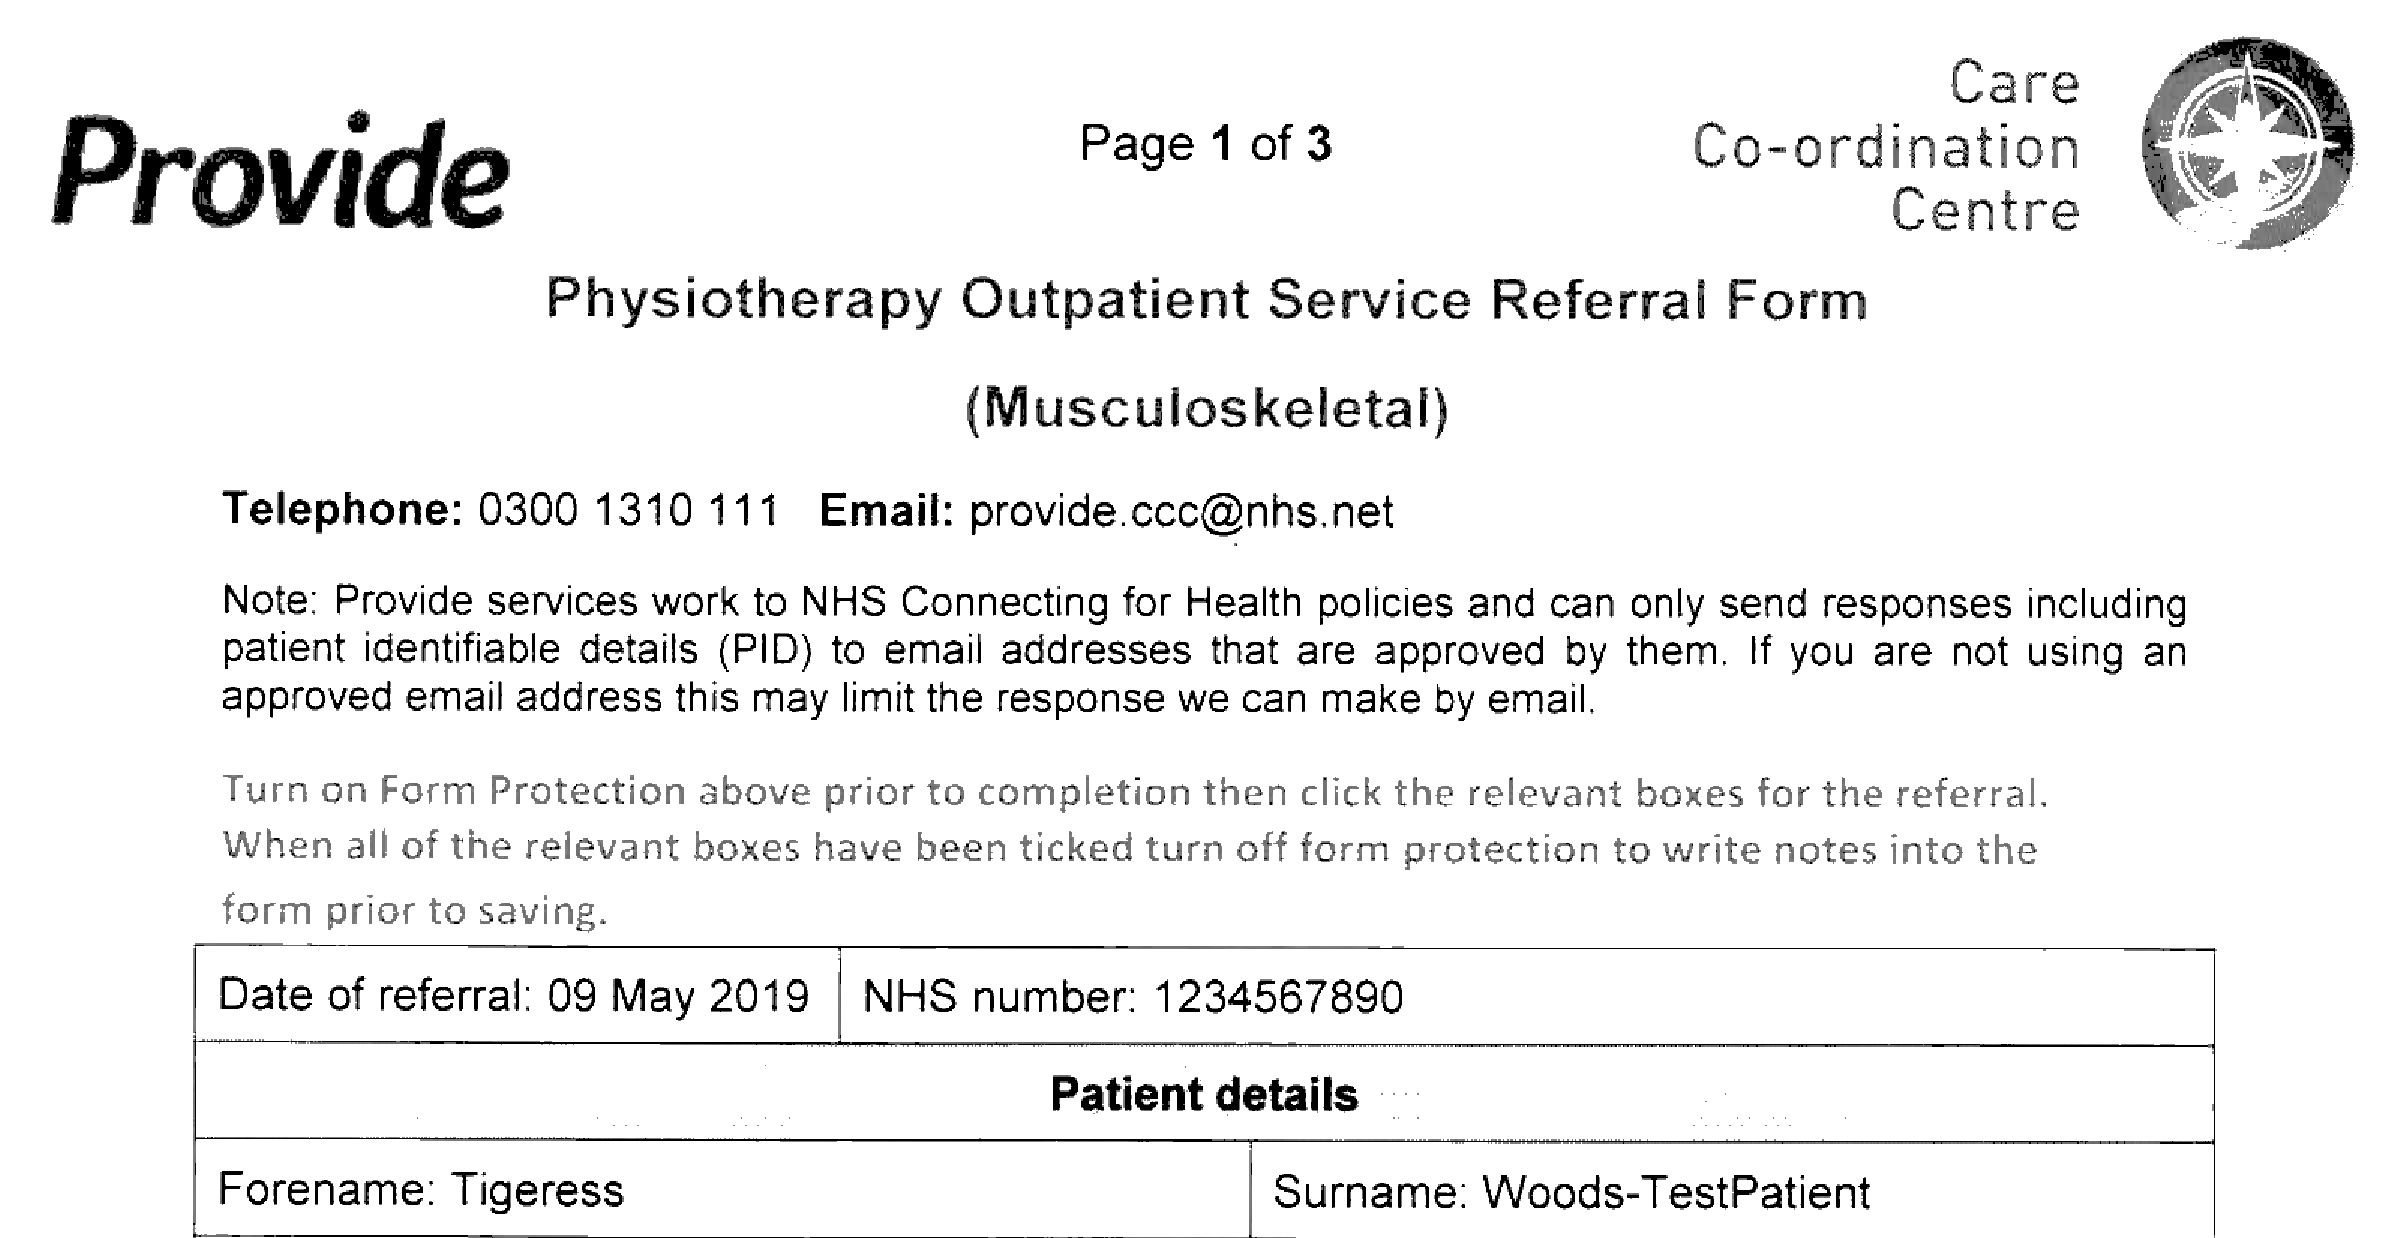 Provide
Page 1 of 3
Care
Co-ordination
Centre
Physiotherapy Outpatient Service Referral Form
(Musculoskeletal)
Telephone: 0300 1310 111 Email: provide.ccc@nhs.net
Note: Provide services work to NHS Connecting for Health policies and can only send responses including
patient identifiable details (PID) to email addresses that are approved by them. If you are not using an
approved email address this may limit the response we can make by email.
Turn on Form Protection above prior to completion then click the relevant boxes for the referral.
When all of the relevant boxes have been ticked turn off form protection to write notes into the
form prior to saving.
Date of referral: 09 May 2019 NHS number: 1234567890
Patient details
Forename: Tigeress Surname: Woods-TestPatient